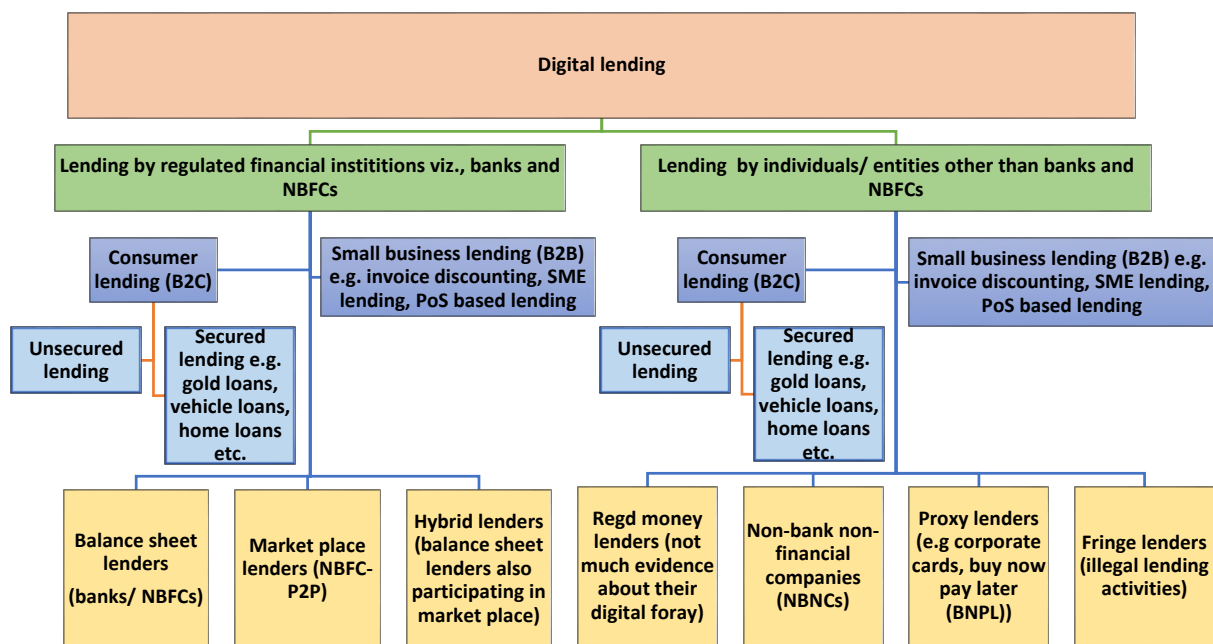 Digital lending
Lending by regulated financial instititions viz., banks and
NBFCs
Lending by individuals/ entities other than banks and
NBFCs
Consumer
lending (B2C)
Small business lending (B2B)
e.g. invoice discounting, SME
lending, PoS based lending
Unsecured
lending
Secured
lending e.g.
gold loans,
vehicle loans,
home loans
etc.
Consumer
lending (B2C)
Small business lending (B2B) e.g.
invoice discounting, SME lending,
PoS based lending
Unsecured
lending
Secured
lending e.g.
gold loans,
vehicle loans,
home loans
etc.
Balance sheet
lenders
(banks/ NBFCs)
Market place
lenders (NBFC-
P2P)
Hybrid lenders
(balance sheet
lenders also
participating in
market place)
Regd money
lenders (not
much evidence
about their
digital foray)
Non-bank non-
financial
companies
(NBNCs)
Proxy lenders
(e.g corporate
cards, buy now
pay later
(BNPL))
Fringe lenders
(illegal lending
activities)